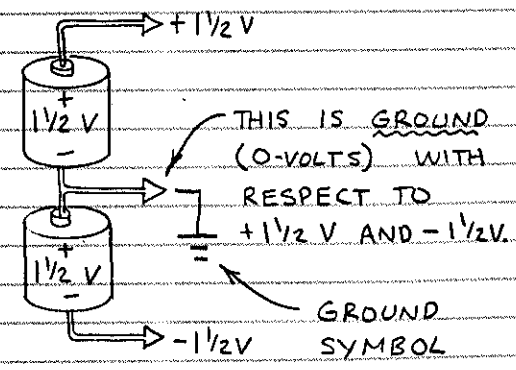 +1½ V
+
1½ V
−
THIS IS GROUND
(0-VOLTS) WITH
RESPECT TO
+1½ V AND -1½V.
+
1½ V
−
GROUND
SYMBOL
-1½V